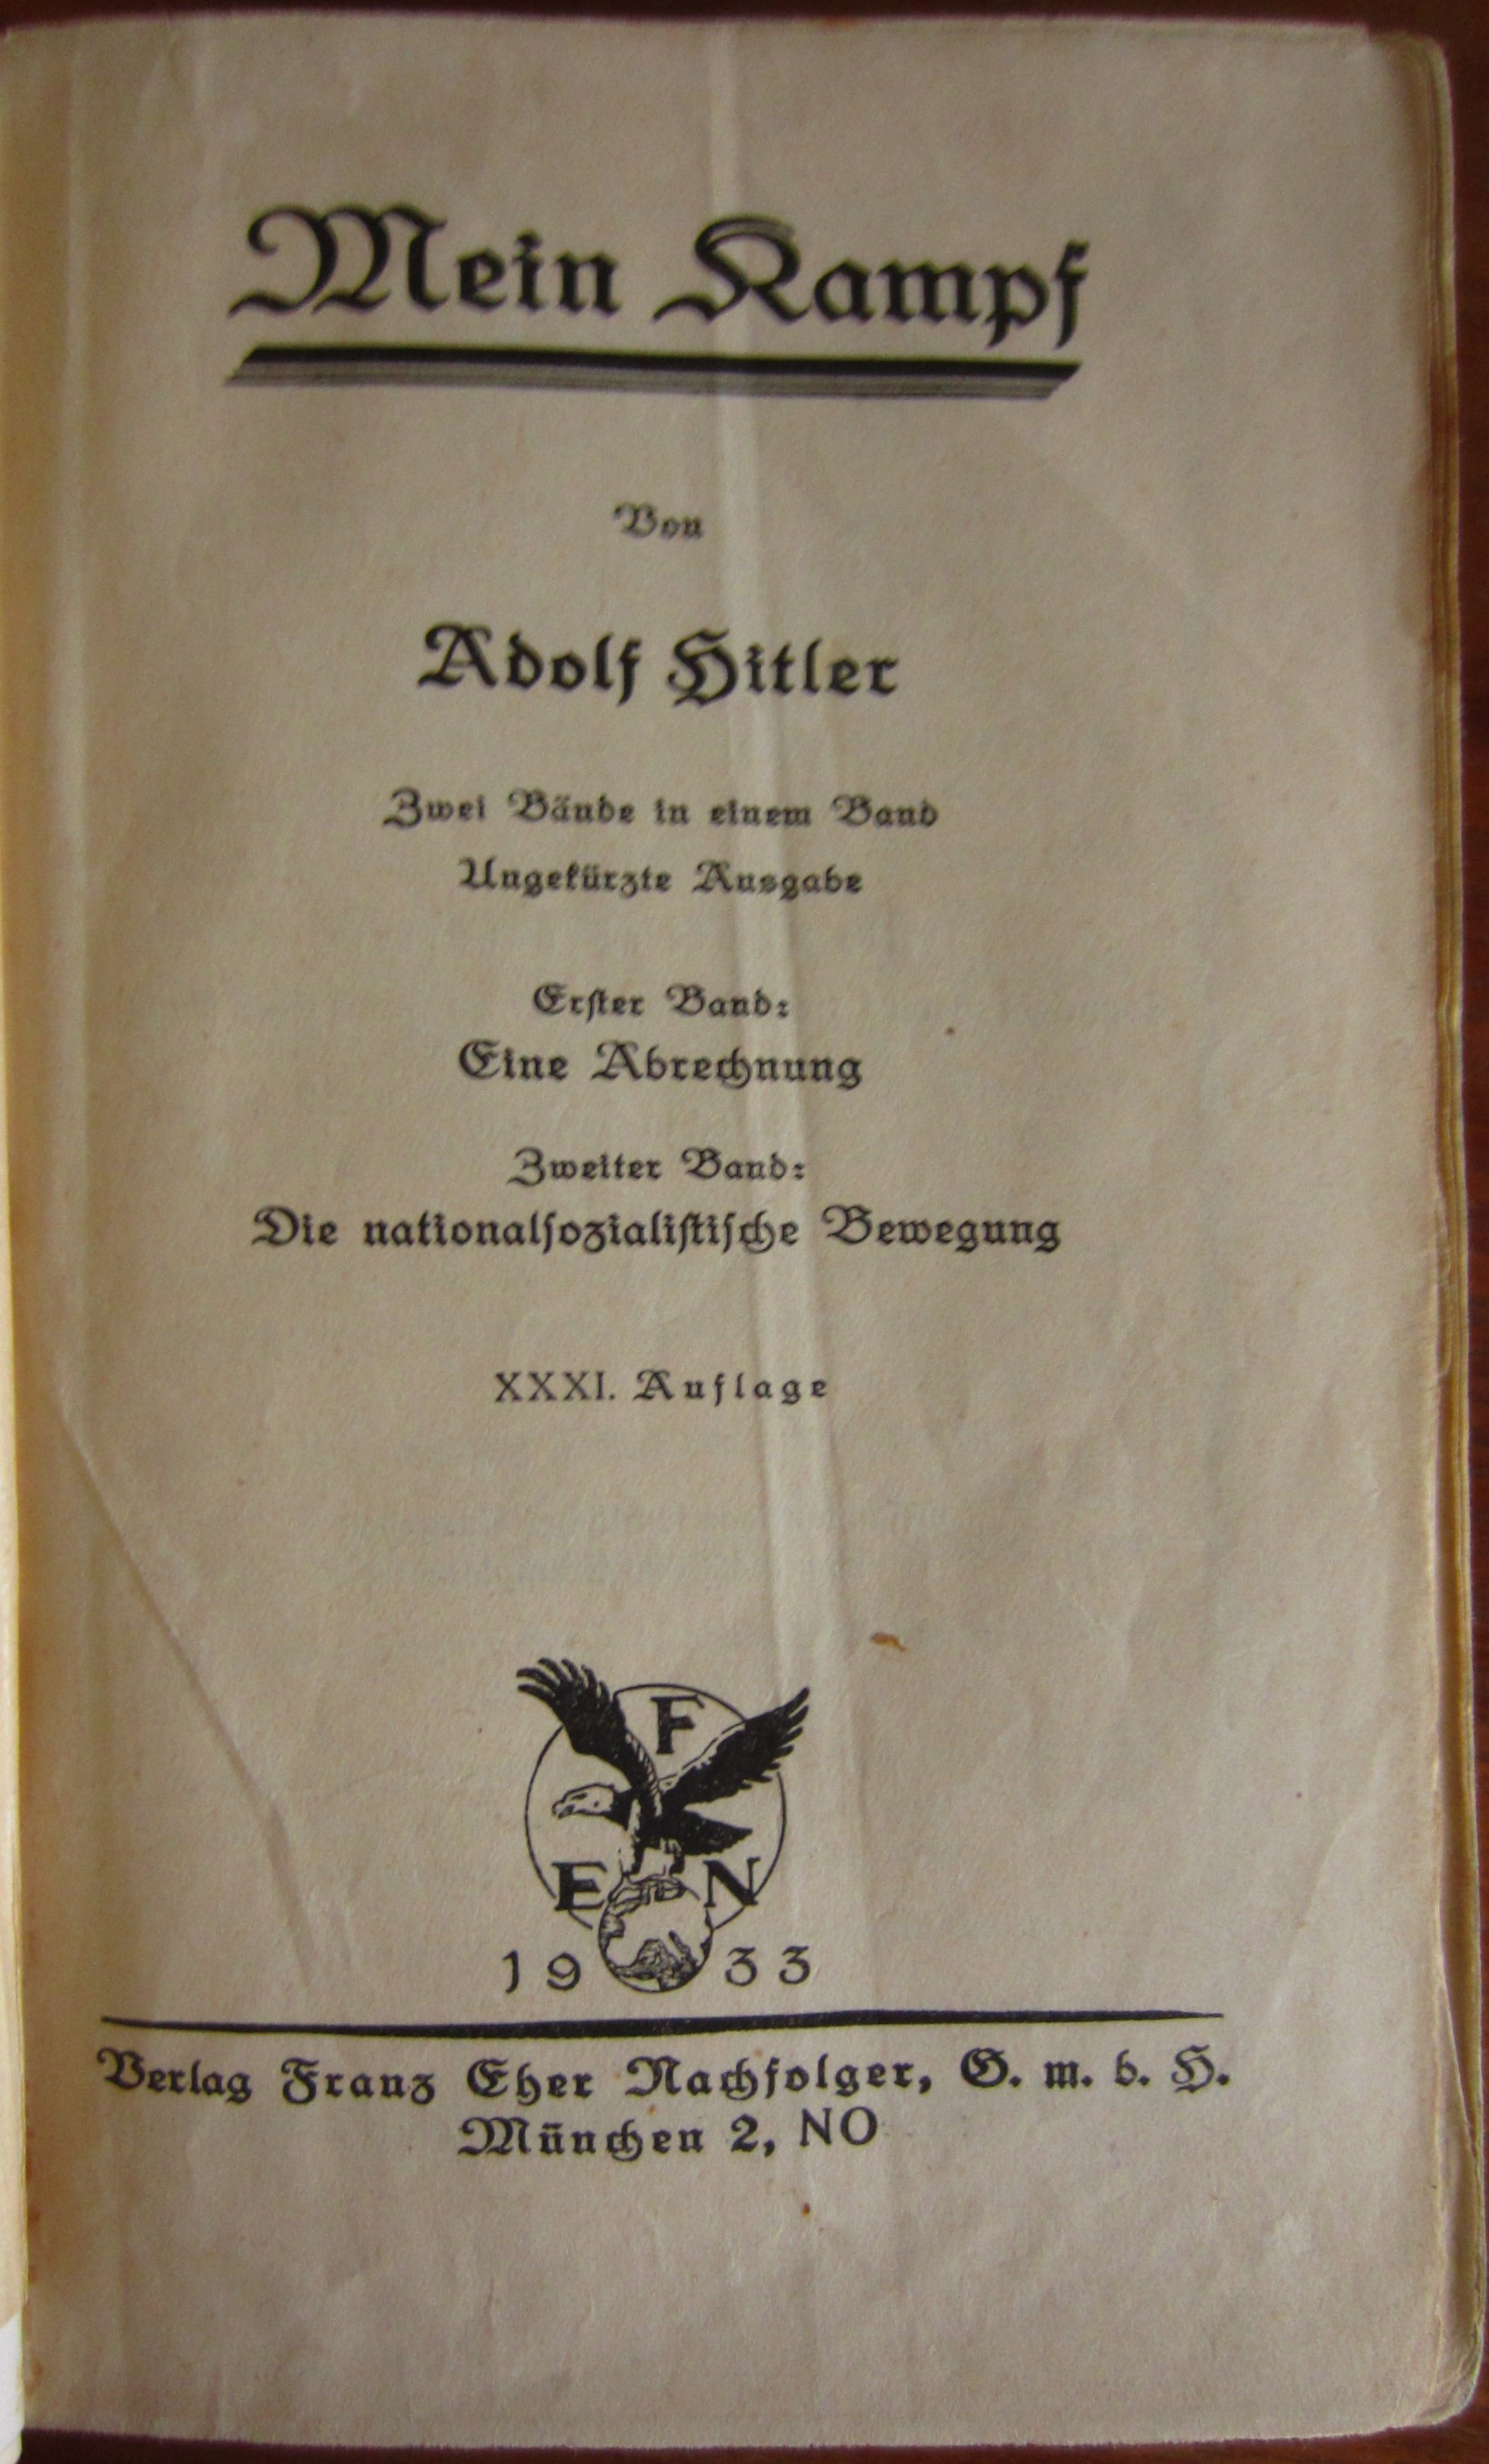 Mein Kampf
Von
Adolf Hitler
Zwei Bände in einem Band
Ungekürzte Ausgabe
Erster Band:
Eine Abrechnung
Zweiter Band:
Die nationalsozialistische Bewegung
XXXI. Auflage
F
E N
1933
Verlag Franz Eher Nachfolger, G. m. b. H.
München 2, NO